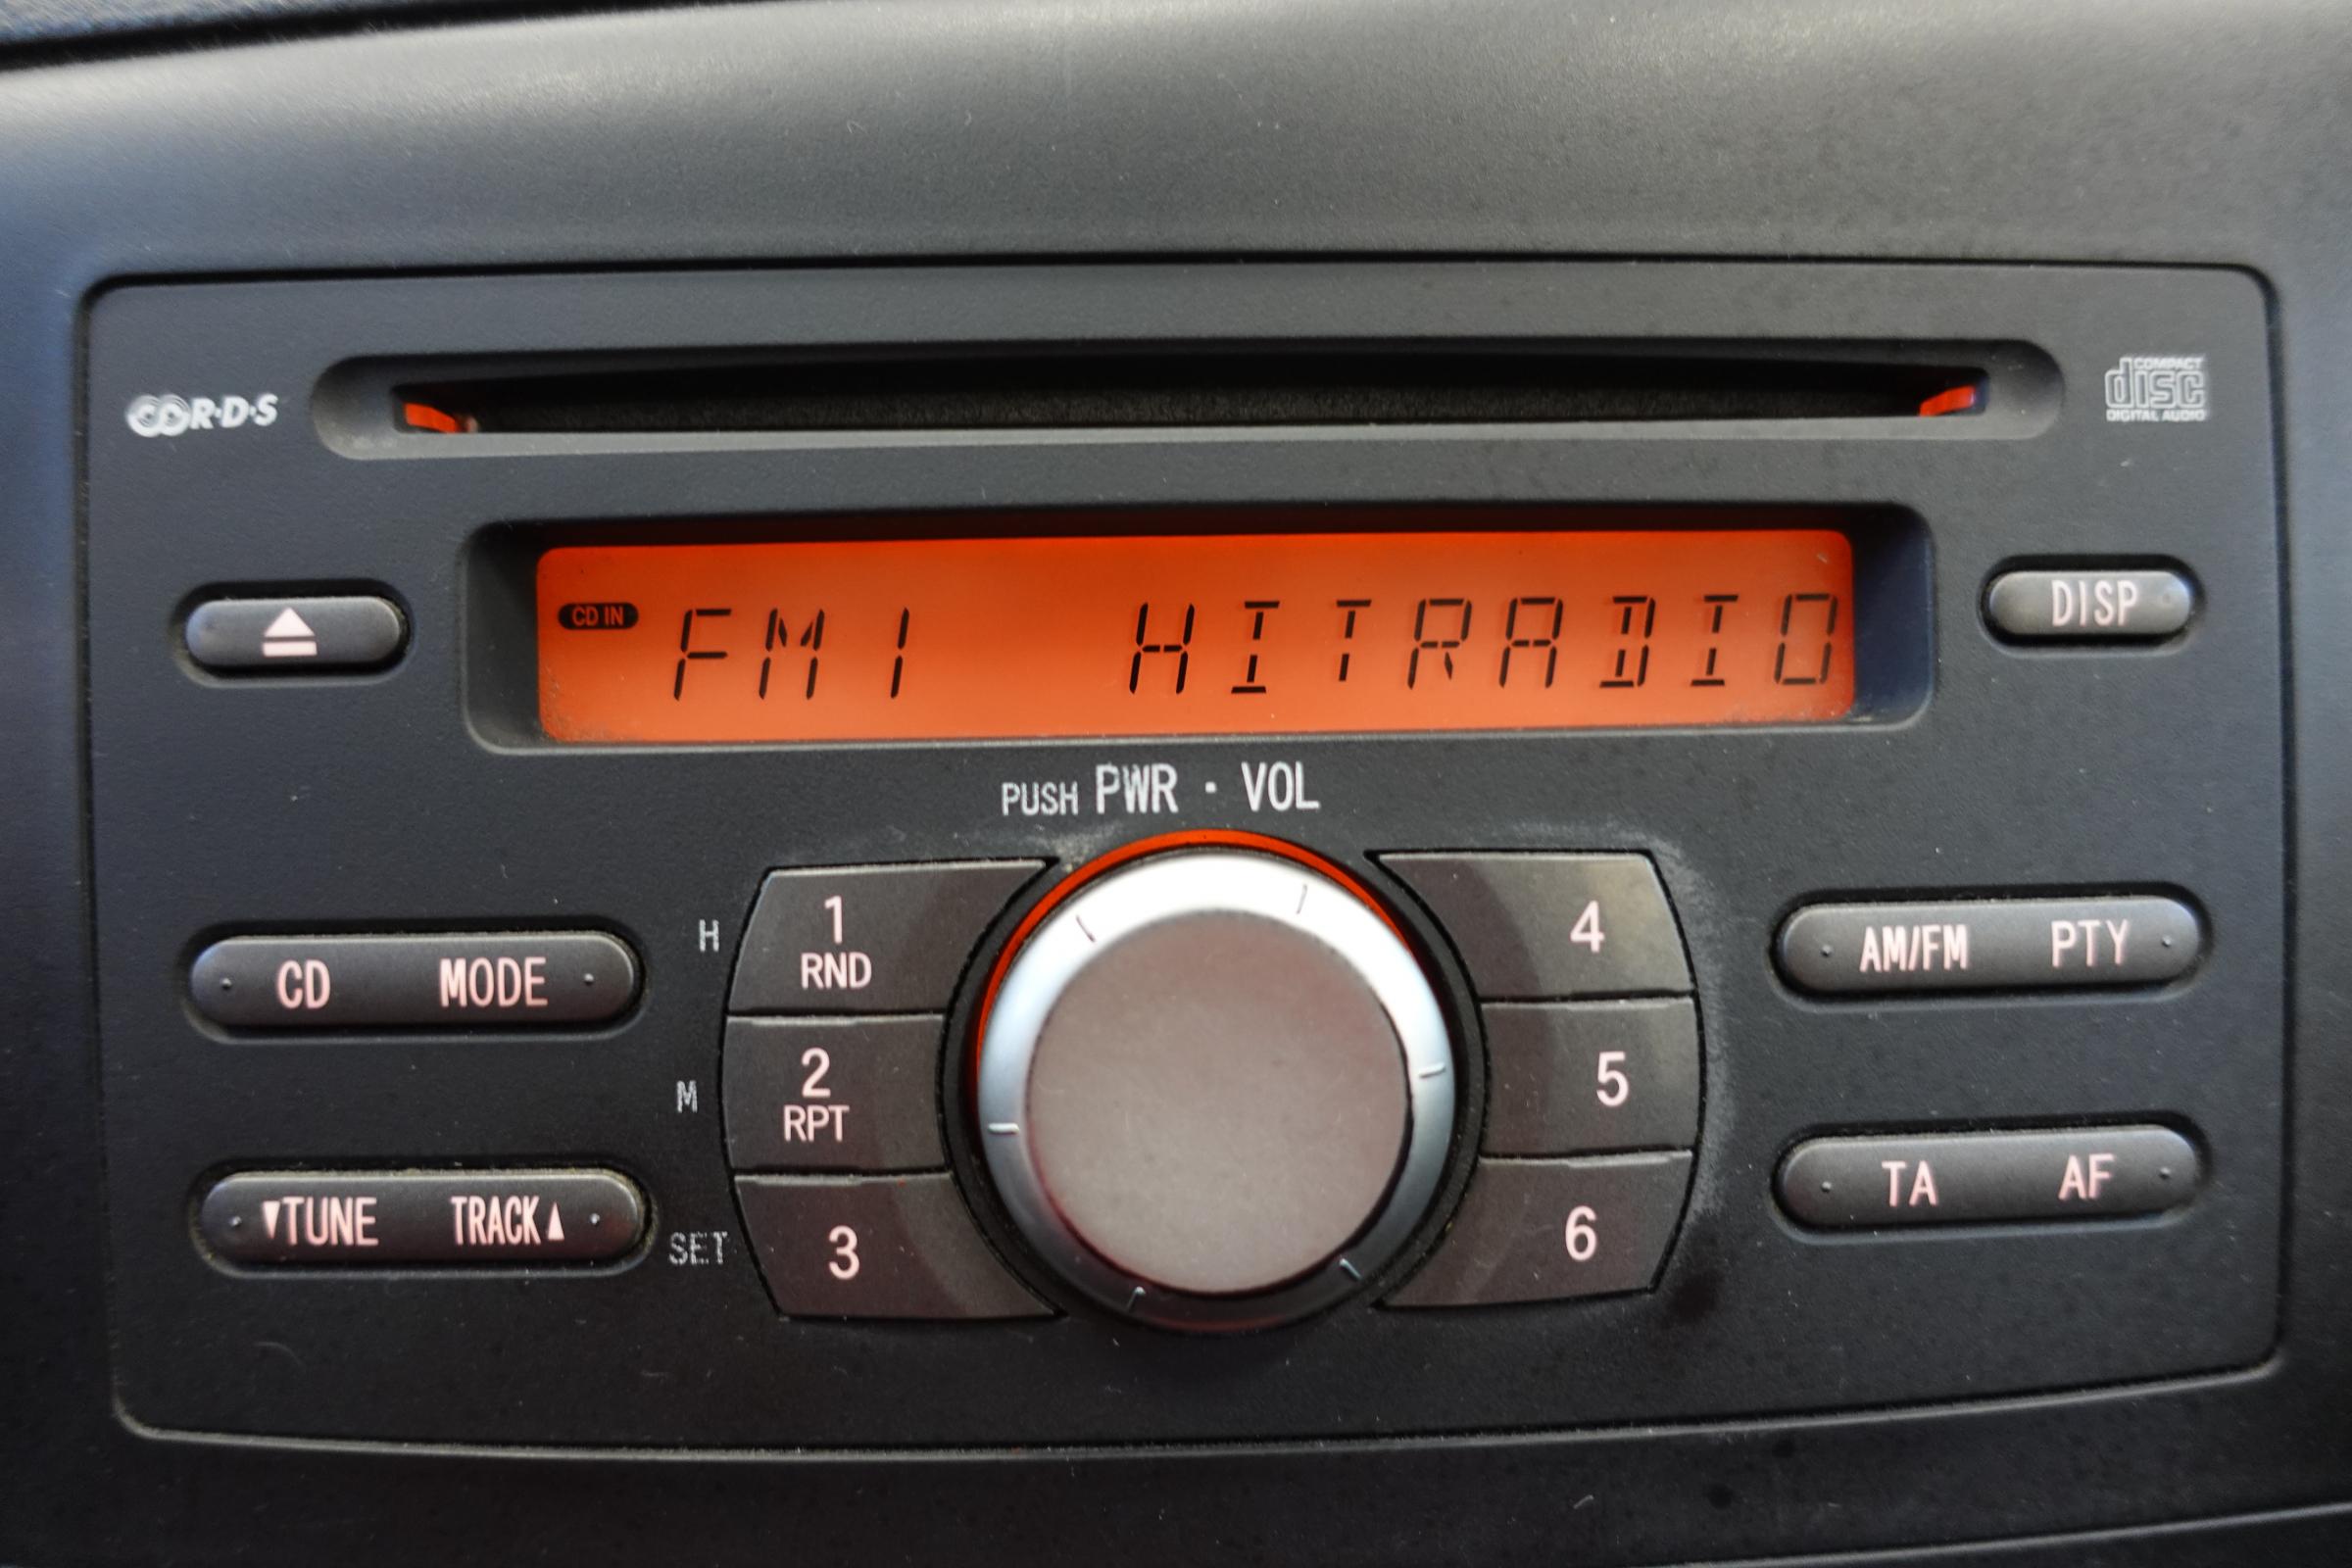 R·D·S
COMPACT
disc
DIGITAL AUDIO
CD IN FM1 HITRADIO
DISP
PUSH PWR · VOL
CD MODE
H 1
RND
4
AM/FM PTY
M 2
RPT
5
▼TUNE TRACK▲
SET 3
6
TA AF